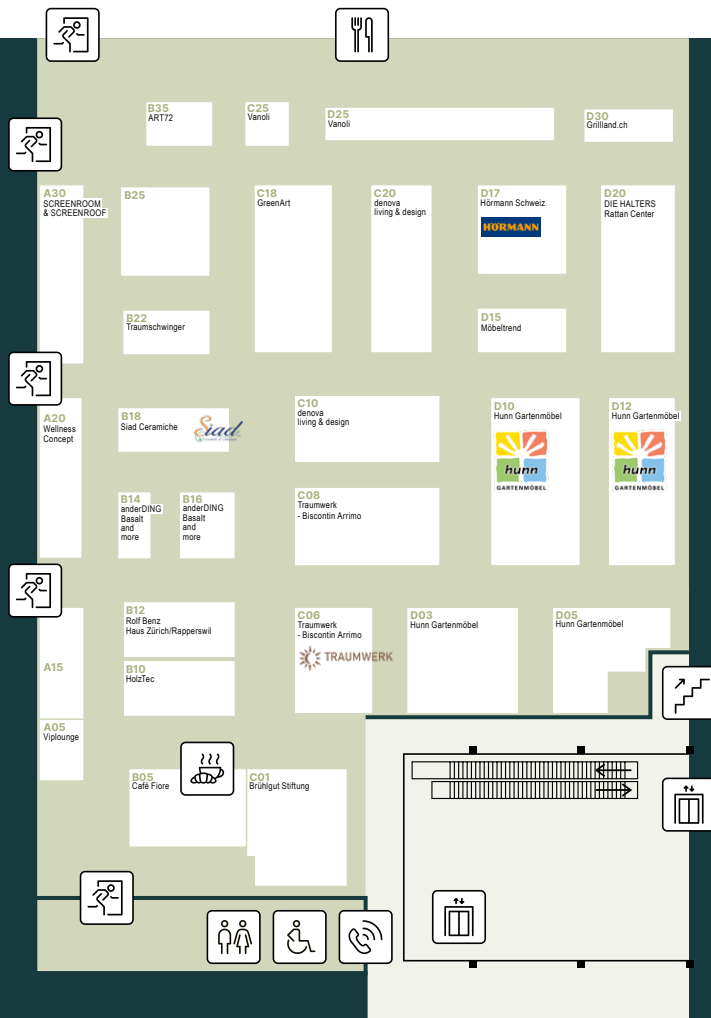 B35
ART72
C25
Vanoli
D25
Vanoli
D30
Grillland.ch
A30
SCREENROOM
& SCREENROOF
B25
C18
GreenArt
C20
denova
living & design
D17
Hörmann Schweiz
HÖRMANN
D20
DIE HALTERS
Rattan Center
B22
Traumschwinger
D15
Möbeltrend
A20
Wellness
Concept
B18
Siad Ceramiche
Siad
C10
denova
living & design
D10
Hunn Gartenmöbel
hunn
GARTENMÖBEL
D12
Hunn Gartenmöbel
hunn
GARTENMÖBEL
B14
anderDING
Basalt
and
more
B16
anderDING
Basalt
and
more
C08
Traumwerk
- Biscontin Arrimo
B12
Rolf Benz
Haus Zürich/Rapperswil
C06
Traumwerk
- Biscontin Arrimo
TRAUMWERK
D03
Hunn Gartenmöbel
D05
Hunn Gartenmöbel
A15
B10
HolzTec
A05
Viplounge
B05
Café Fiore
C01
Brühlgut Stiftung